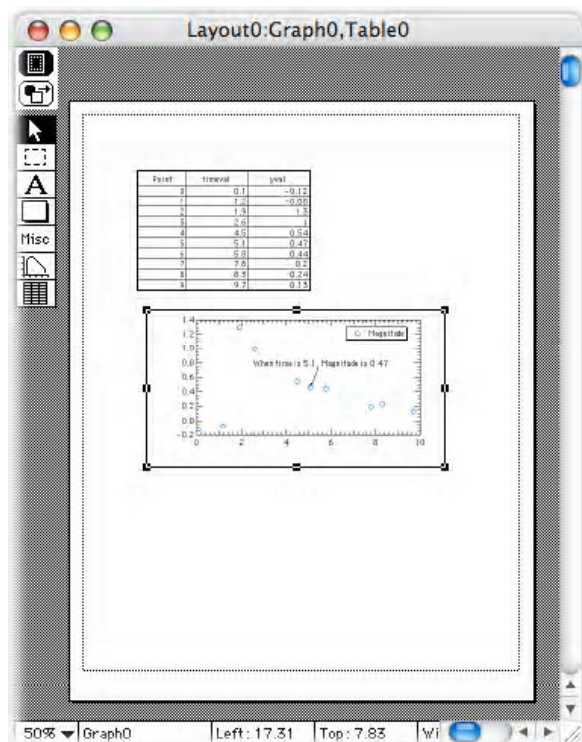 Layout0:Graph0,Table0
Point timeval yval
0 0.1 -0.12
1 1.2 -0.08
2 1.9 1.3
3 2.6 1
4 4.5 0.54
5 5.1 0.47
6 5.8 0.44
7 7.8 0.2
8 8.3 0.24
9 9.7 0.13
A
Misc
1.4
1.2
1.0
0.8
0.6
0.4
0.2
0.0
-0.2
Magnitude
When time is 5.1, Magnitude is 0.47
0 2 4 6 8 10
50% Graph0 Left: 17.31 Top: 7.83 Wi